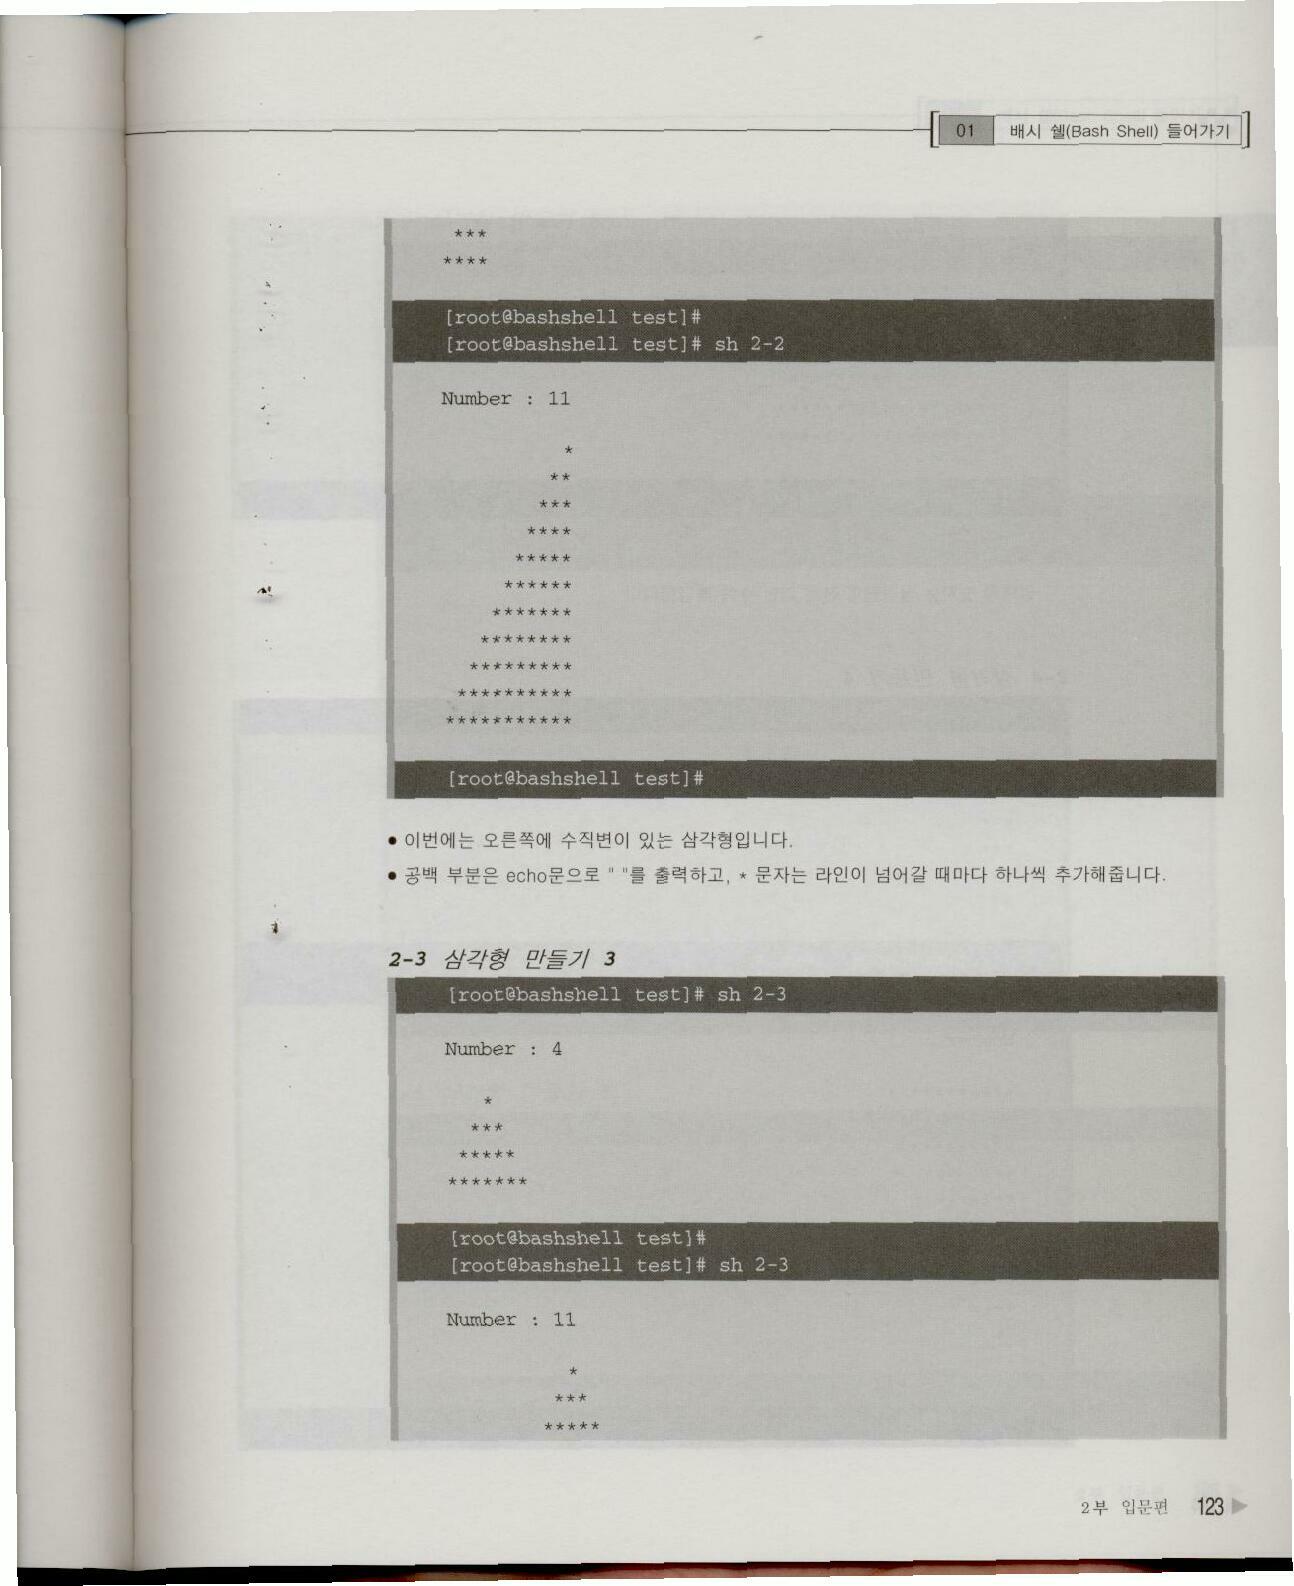 01 배시 쉘(Bash Shell) 들어가기
 ***
****
[root@bashshell test]#
[root@bashshell test]# sh 2-2
Number : 11
          *
         **
        ***
       ****
      *****
     ******
    *******
   ********
  *********
 **********
***********
[root@bashshell test]#
● 이번에는 오른쪽에 수직변이 있는 삼각형입니다.
● 공백 부분은 echo문으로 " "를 출력하고, * 문자는 라인이 넘어갈 때마다 하나씩 추가해줍니다.
2-3 삼각형 만들기 3
[root@bashshell test]# sh 2-3
Number : 4
   *
  ***
 *****
*******
[root@bashshell test]#
[root@bashshell test]# sh 2-3
Number : 11
          *
         ***
        *****
2부 입문편 123